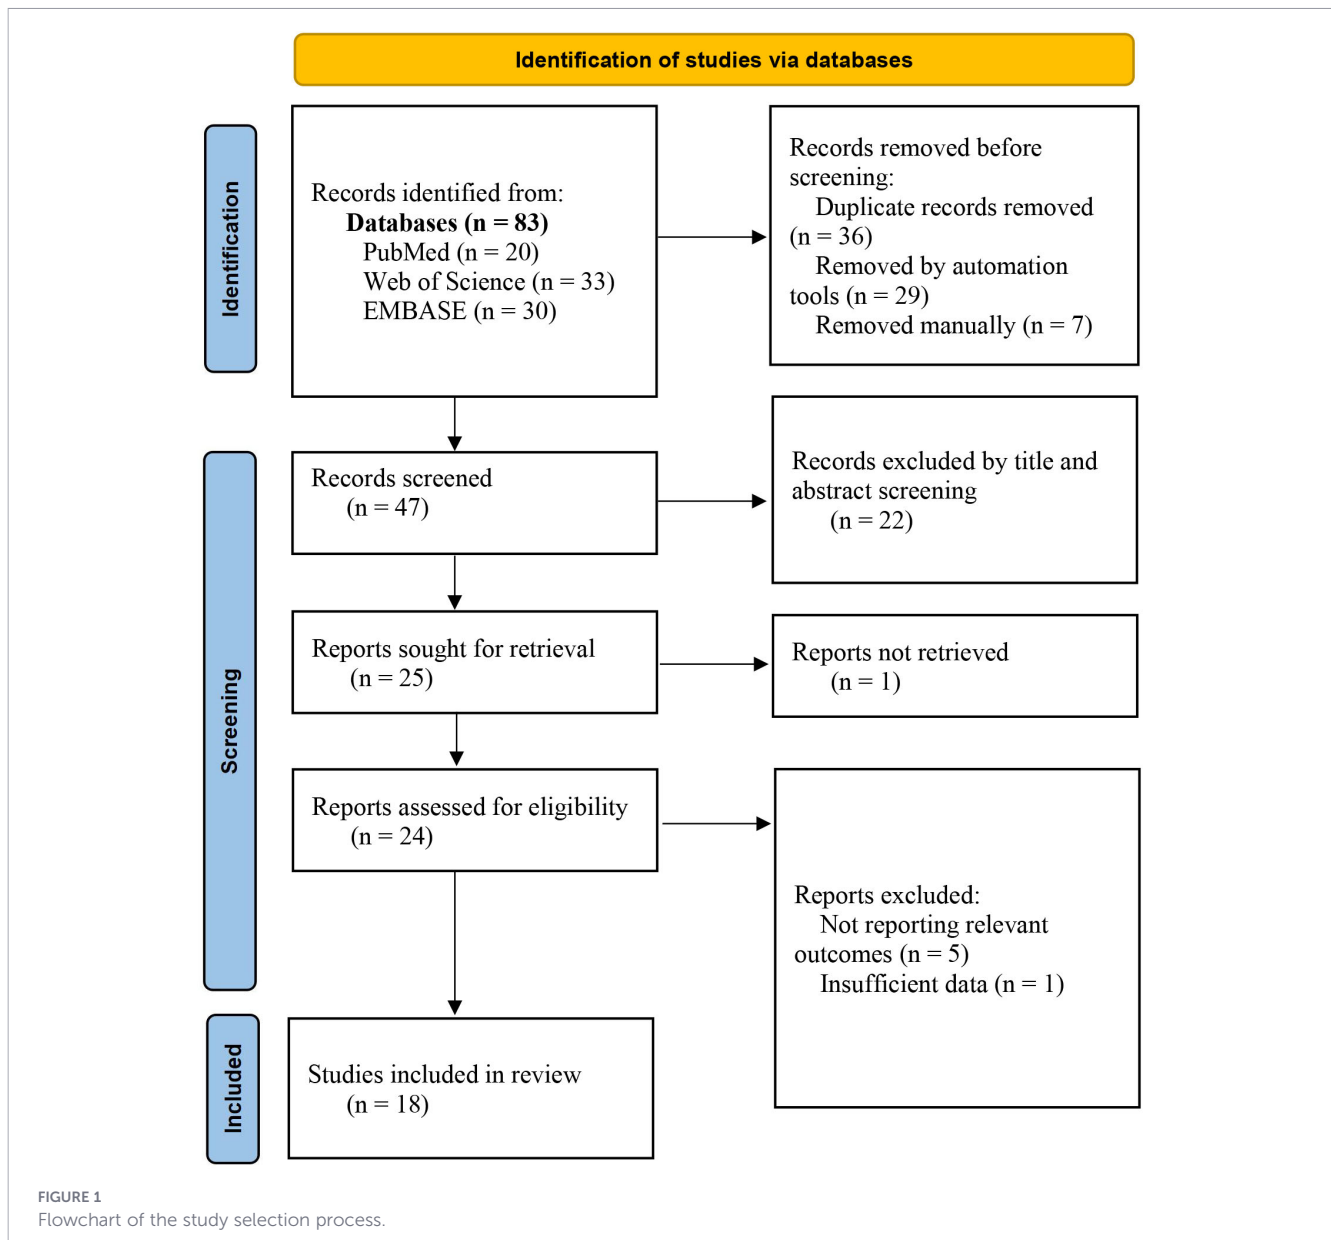 Identification of studies via databases
Identification
Records identified from:
Databases (n = 83)
PubMed (n = 20)
Web of Science (n = 33)
EMBASE (n = 30)
Records removed before
screening:
Duplicate records removed
(n = 36)
Removed by automation
tools (n = 29)
Removed manually (n = 7)
Screening
Records screened
(n = 47)
Records excluded by title and
abstract screening
(n = 22)
Reports sought for retrieval
(n = 25)
Reports not retrieved
(n = 1)
Reports assessed for eligibility
(n = 24)
Reports excluded:
Not reporting relevant
outcomes (n = 5)
Insufficient data (n = 1)
Included
Studies included in review
(n = 18)
FIGURE 1
Flowchart of the study selection process.